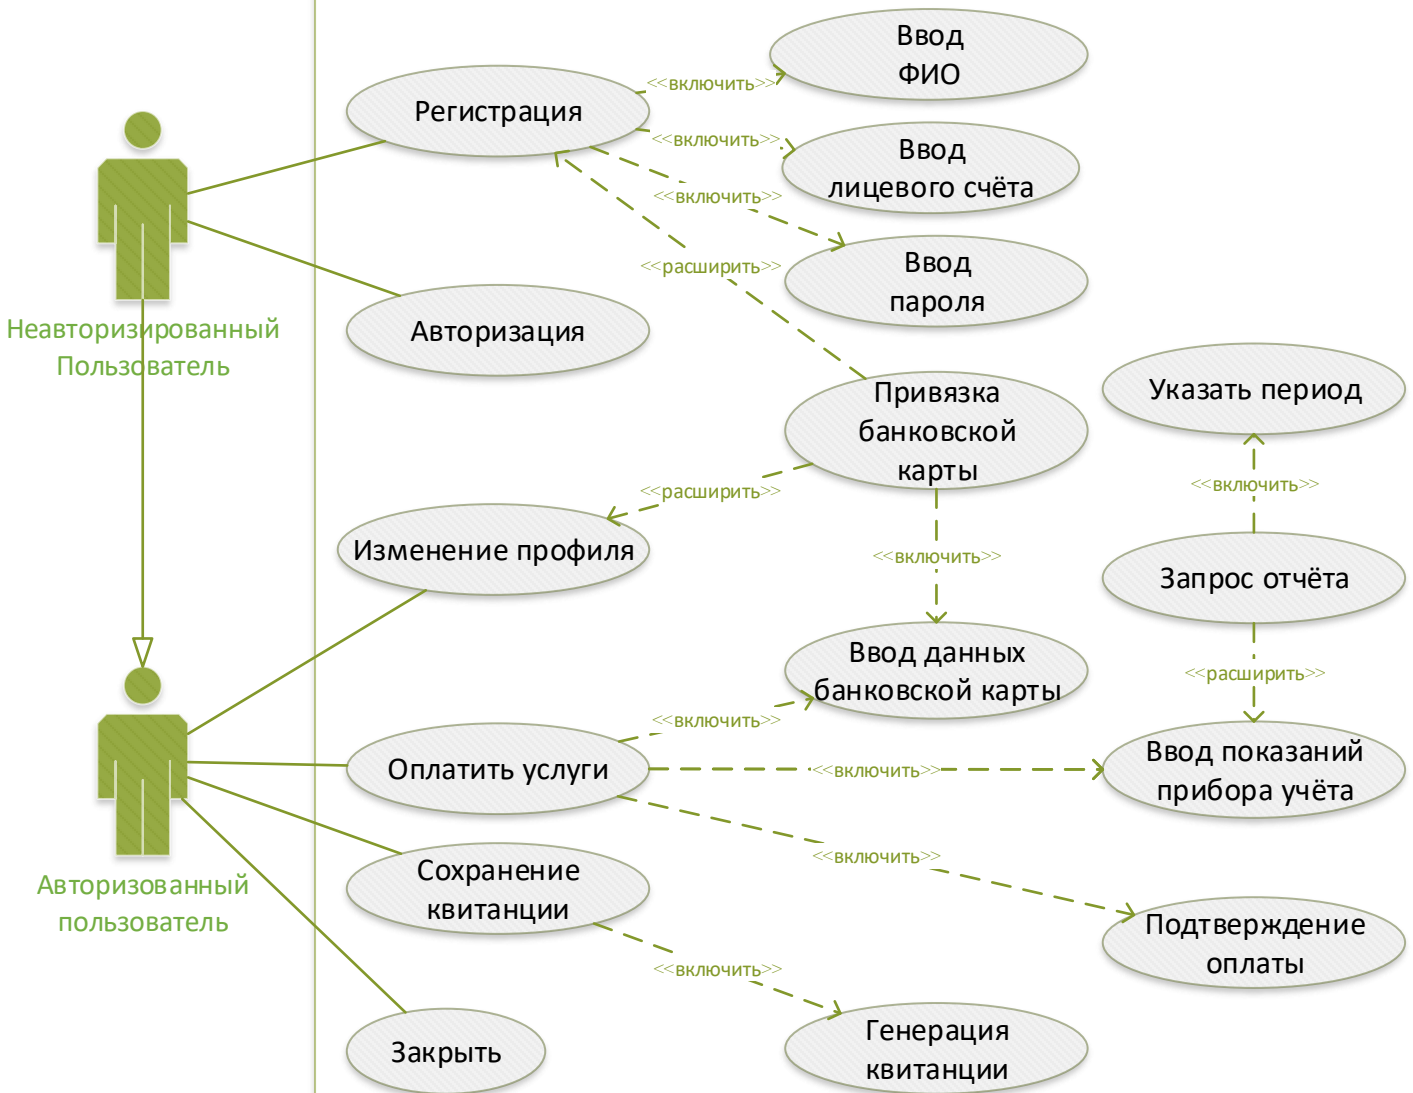 Ввод
ФИО
<<включить>>
Регистрация
<<включить>>
Ввод
лицевого счёта
<<включить>>
<<расширить>>
Ввод
пароля
Неавторизированный
Пользователь
Авторизация
Привязка
банковской
карты
Указать период
<<расширить>>
<<включить>>
Изменение профиля
<<включить>>
Запрос отчёта
Ввод данных
банковской карты
<<расширить>>
<<включить>>
Оплатить услуги
<<включить>>
Ввод показаний
прибора учёта
<<включить>>
Авторизованный
пользователь
Сохранение
квитанции
Подтверждение
оплаты
<<включить>>
Закрыть
Генерация
квитанции